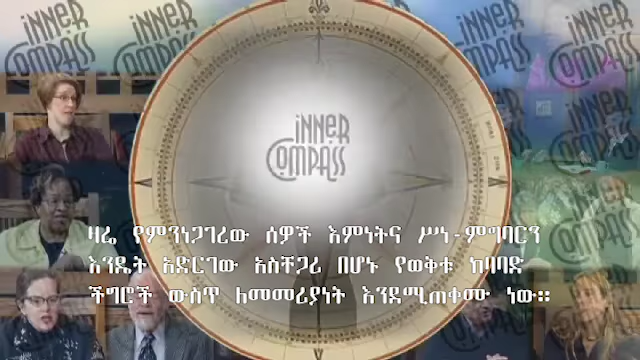 INNER
COMPASS
ዛሬ የምንነጋገረው ሰዎች እምነትና ሥነ-ምግባርን
እንዴት አድርገው አስቸጋሪ በሆኑ የወቅቱ ከባባድ
ችግሮች ውስጥ ለመመሪያነት እንደሚጠቀሙ ነው።